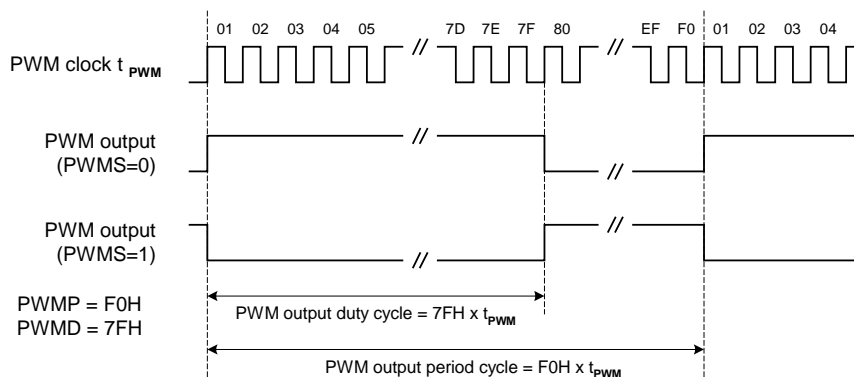 01 02 03 04 05 7D 7E 7F 80 EF F0 01 02 03 04
PWM clock t PWM
PWM output
(PWMS=0)
PWM output
(PWMS=1)
PWMP = F0H
PWMD = 7FH
PWM output duty cycle = 7FH x tPWM
PWM output period cycle = F0H x tPWM